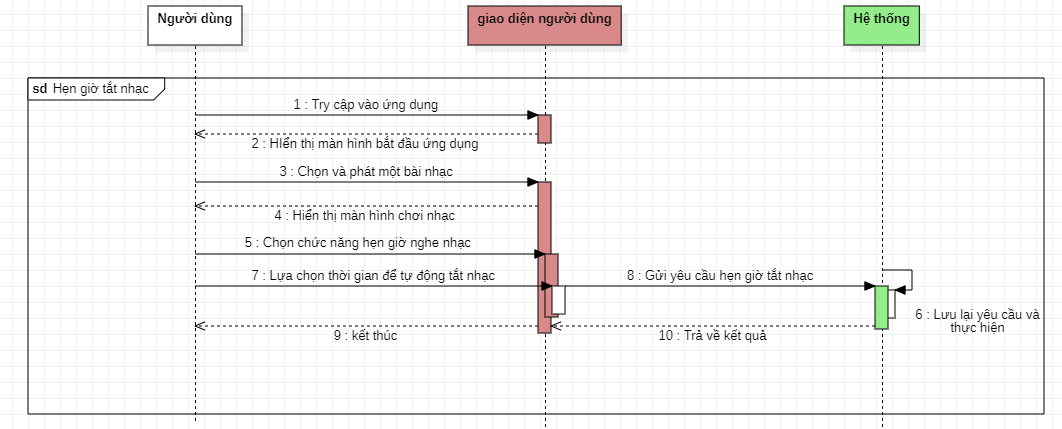 Người dùng
giao diện người dùng
Hệ thống
sd Hẹn giờ tắt nhạc
1 : Try cập vào ứng dụng
2 : HIển thị màn hình bắt đầu ứng dụng
3 : Chọn và phát một bài nhạc
4 : Hiển thị màn hình chơi nhạc
5 : Chọn chức năng hẹn giờ nghe nhạc
7 : Lựa chọn thời gian để tự động tắt nhạc
8 : Gửi yêu cầu hẹn giờ tắt nhạc
6 : Lưu lại yêu cầu và
thực hiện
9 : kết thúc
10 : Trả về kết quả